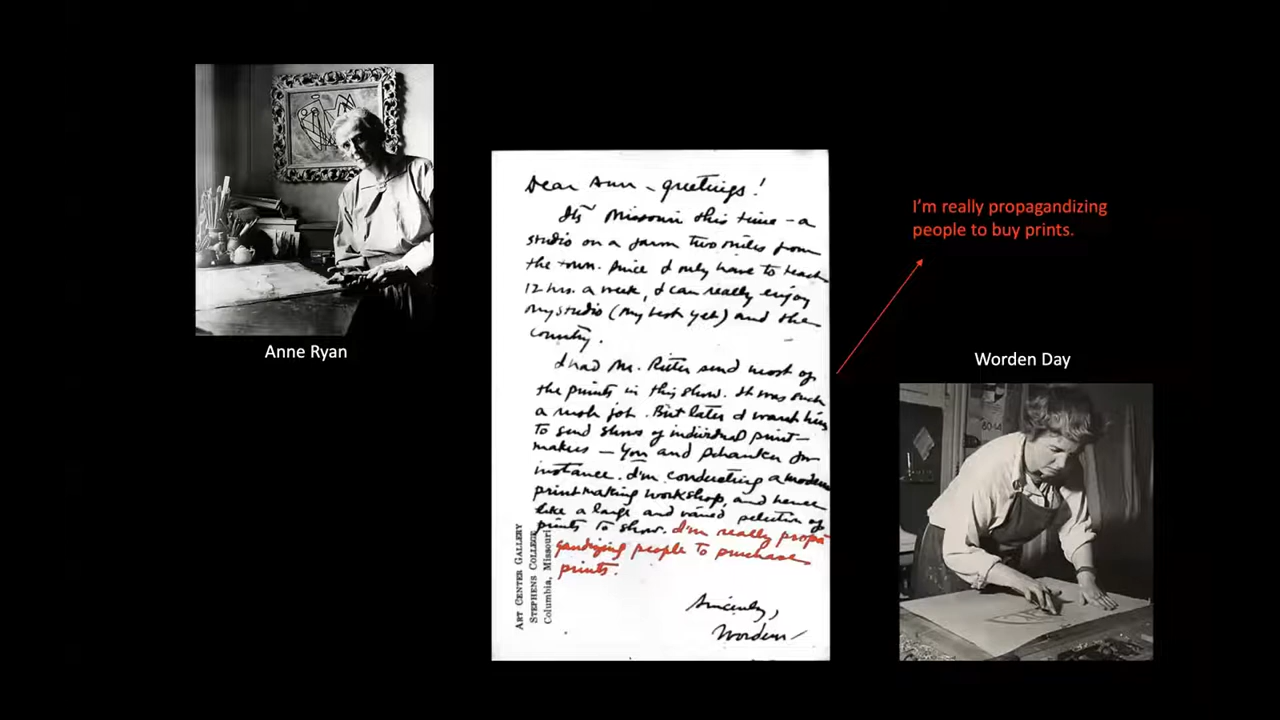 Anne Ryan
Dear Ann – greetings!
It's Missouri this time – a
studio on a farm two miles from
the town. Since I only have to teach
12 hrs. a week, I can really enjoy
my studio (my best yet) and the
country.
I had Mr. Ritter send most of
the prints in this show. It was such
a rush job. But later I want him
to send shows of individual print-
makers – You and Schanker for
instance. I'm conducting a modern
printmaking workshop, and hence
like a large and varied selection of
prints to show. I'm really propa
gandizing people to purchase
prints.
Sincerely,
Worden
ART CENTER GALLERY
STEPHENS COLLEGE
Columbia, Missouri
I'm really propagandizing
people to buy prints.
Worden Day